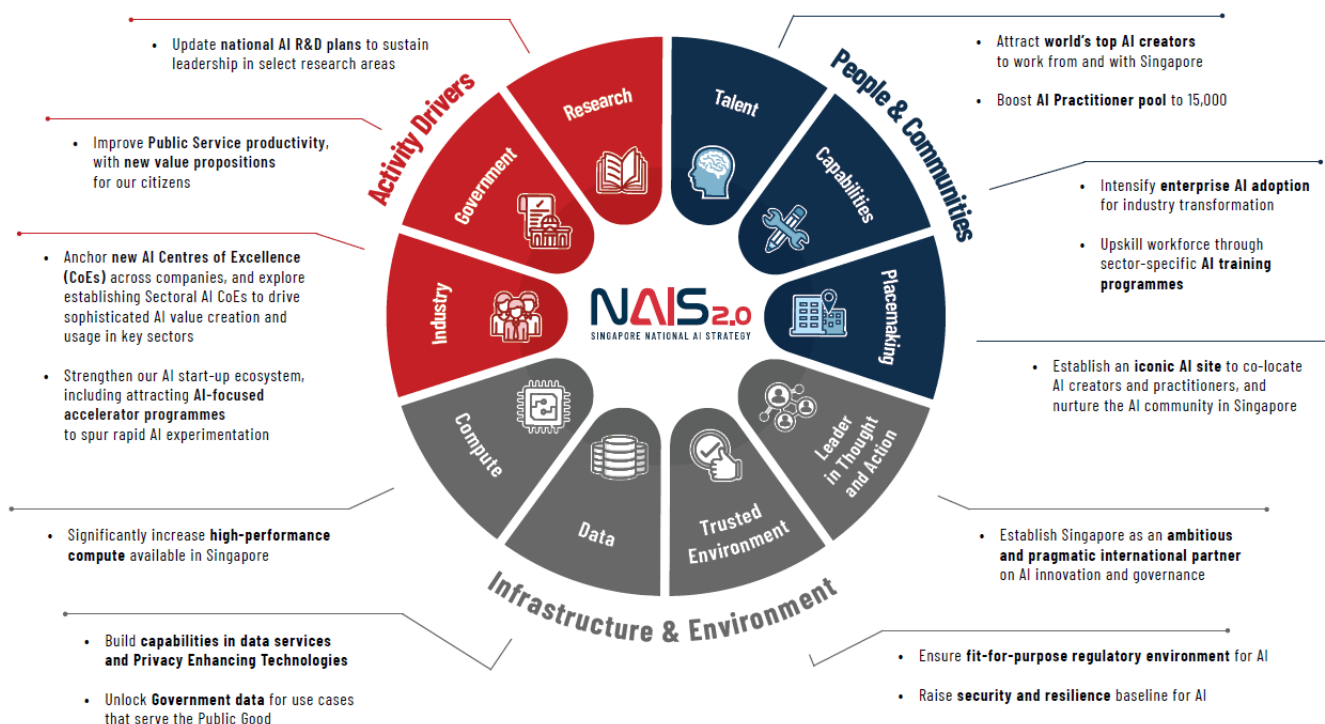 • Update national AI R&D plans to sustain
leadership in select research areas
• Improve Public Service productivity,
with new value propositions
for our citizens
• Anchor new AI Centres of Excellence
(CoEs) across companies, and explore
establishing Sectoral AI CoEs to drive
sophisticated AI value creation and
usage in key sectors
• Strengthen our AI start-up ecosystem,
including attracting AI-focused
accelerator programmes
to spur rapid AI experimentation
• Significantly increase high-performance
compute available in Singapore
• Build capabilities in data services
and Privacy Enhancing Technologies
• Unlock Government data for use cases
that serve the Public Good
Activity Drivers
Research
Government
Industry
People & Communities
Talent
Capabilities
Placemaking
NAIS 2.0
SINGAPORE NATIONAL AI STRATEGY
Compute
Data
Trusted
Environment
Leader
in Thought
and Action
Infrastructure & Environment
• Attract world's top AI creators
to work from and with Singapore
• Boost AI Practitioner pool to 15,000
• Intensify enterprise AI adoption
for industry transformation
• Upskill workforce through
sector-specific AI training
programmes
• Establish an iconic AI site to co-locate
AI creators and practitioners, and
nurture the AI community in Singapore
• Establish Singapore as an ambitious
and pragmatic international partner
on AI innovation and governance
• Ensure fit-for-purpose regulatory environment for AI
• Raise security and resilience baseline for AI